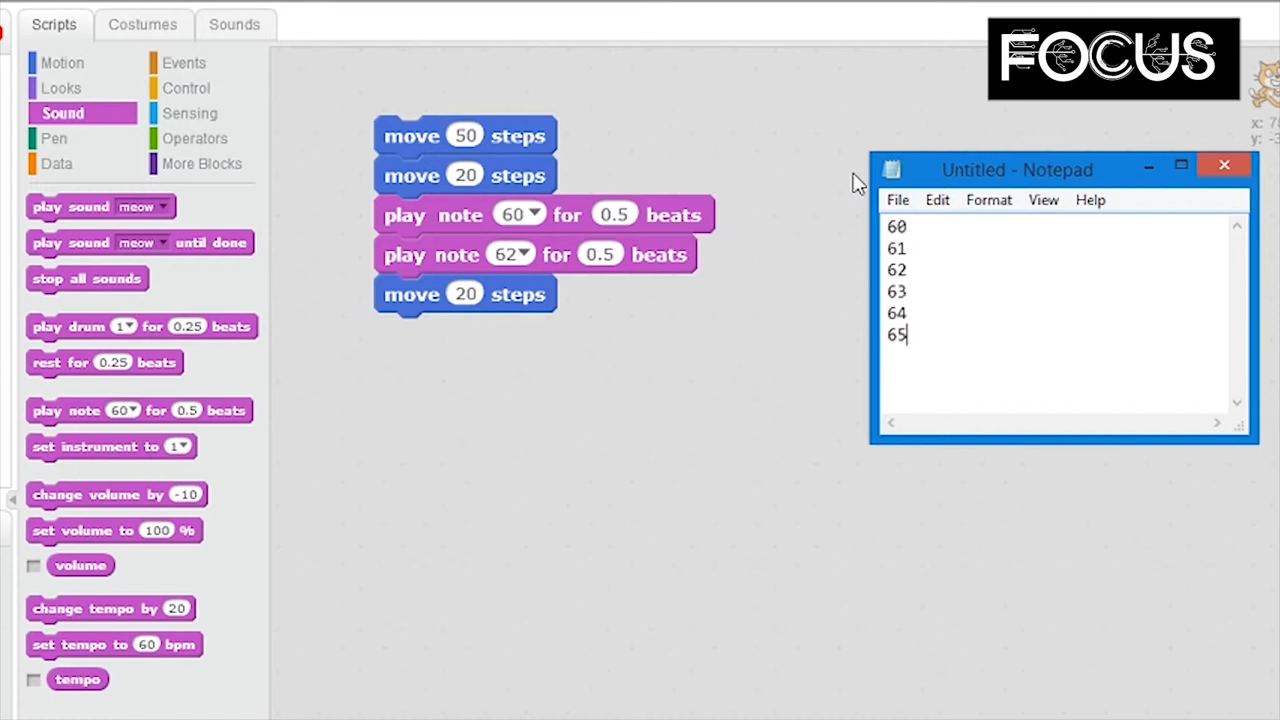 Scripts Costumes Sounds
FOCUS
Motion Events
Looks Control
Sound Sensing
Pen Operators
Data More Blocks
play sound meow
play sound meow until done
stop all sounds
play drum 1 for 0.25 beats
rest for 0.25 beats
play note 60 for 0.5 beats
set instrument to 1
change volume by -10
set volume to 100 %
volume
change tempo by 20
set tempo to 60 bpm
tempo
move 50 steps
move 20 steps
play note 60 for 0.5 beats
play note 62 for 0.5 beats
move 20 steps
x:
y:
Untitled - Notepad
File Edit Format View Help
60
61
62
63
64
65